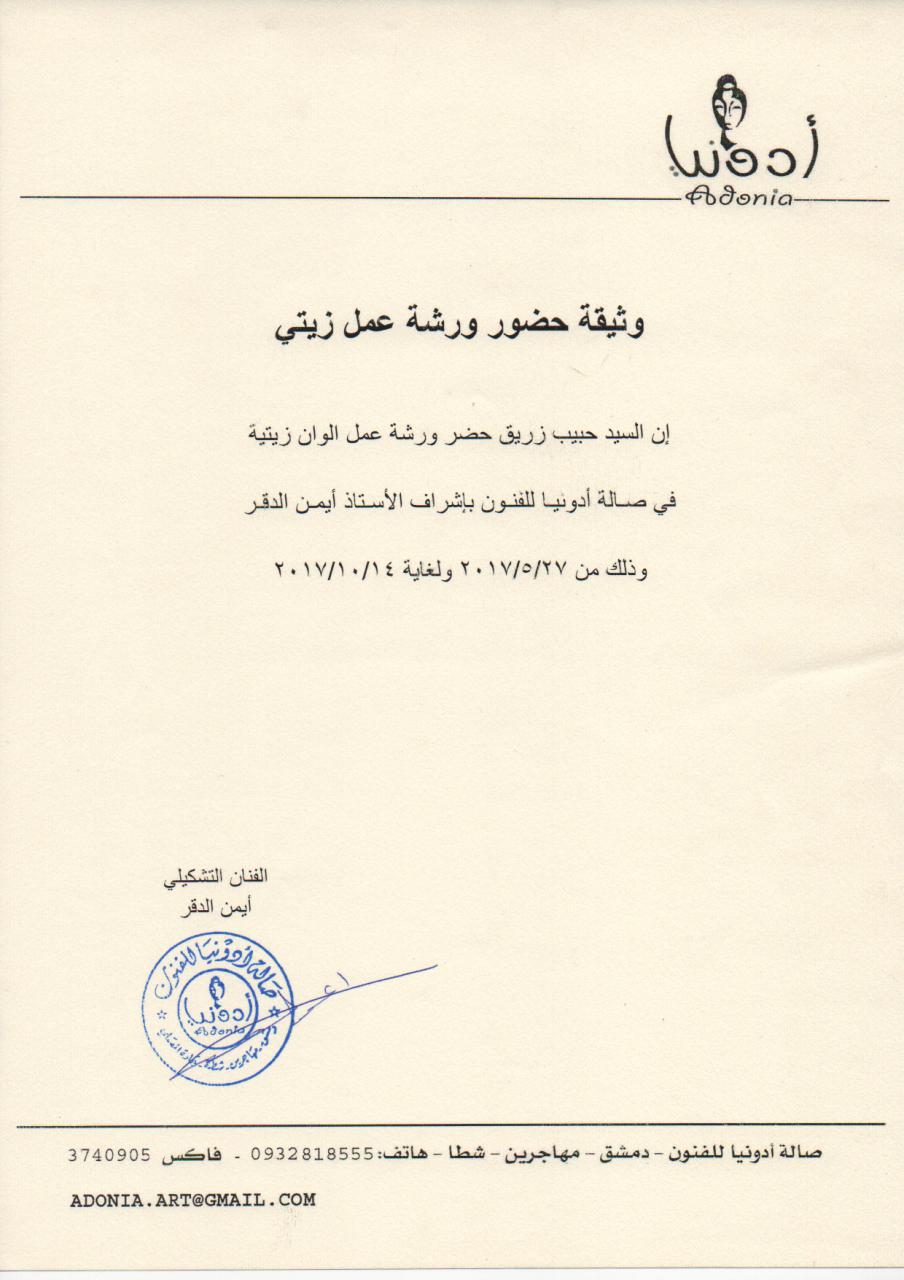 أدونيا
Adonia
وثيقة حضور ورشة عمل زيتي
إن السيد حبيب زريق حضر ورشة عمل الوان زيتية
في صالة أدونيا للفنون بإشراف الأستاذ أيمن الدقر
وذلك من ٢٠١٧/٥/٢٧ ولغاية ٢٠١٧/١٠/١٤
الفنان التشكيلي
أيمن الدقر
صالة أدونيا للفنون
أدونيا
Adonia
صالة أدونيا للفنون - دمشق - مهاجرين - شطا - هاتف: 0932818555 - فاكس 3740905
ADONIA.ART@GMAIL.COM